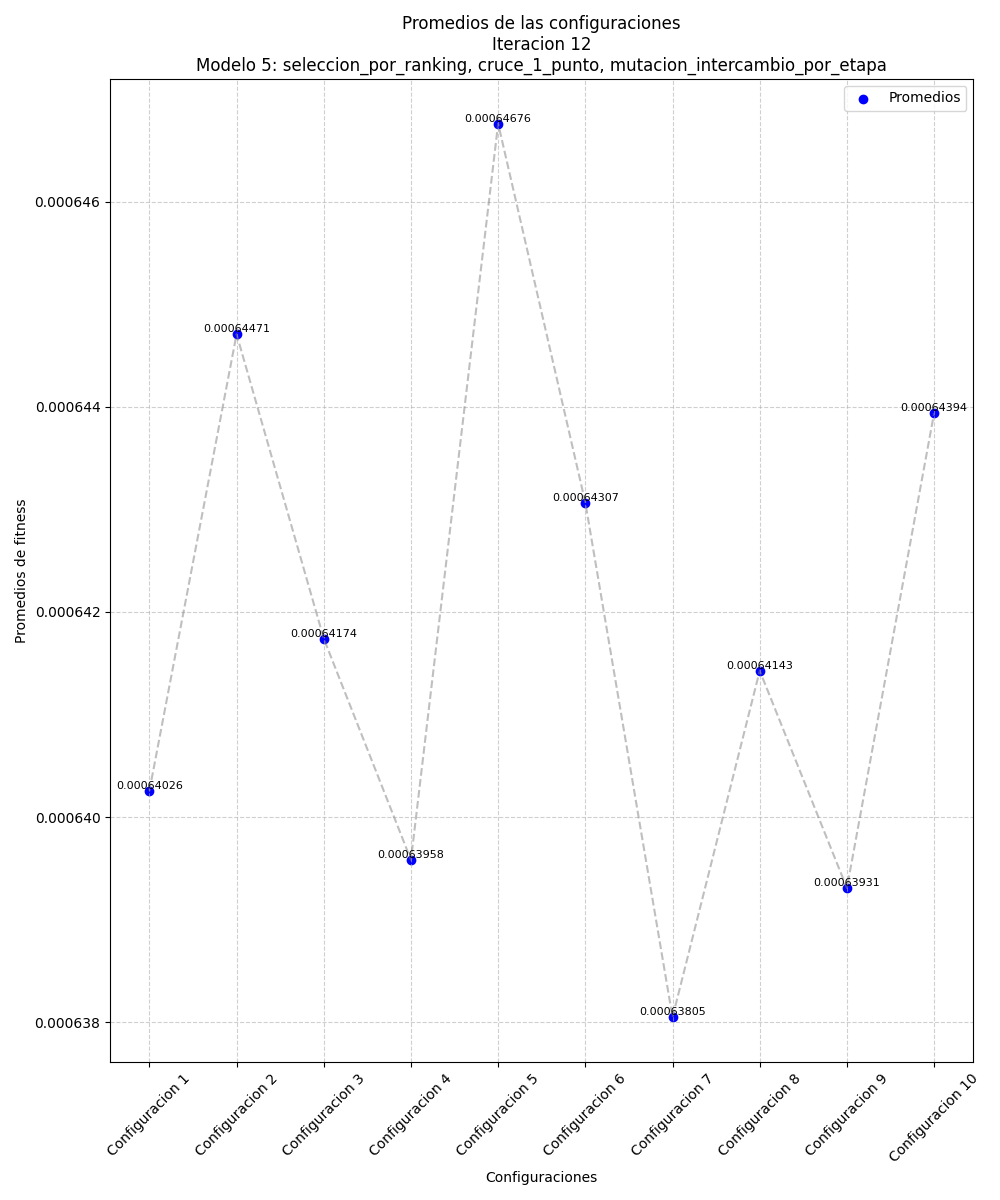 Promedios de las configuraciones
Iteracion 12
Modelo 5: seleccion_por_ranking, cruce_1_punto, mutacion_intercambio_por_etapa
Promedios
0.00064676
0.000646
0.00064471
0.000644
0.00064394
0.00064307
0.000642
0.00064174
0.00064143
0.00064026
0.000640
0.00063958
0.00063931
0.00063805
0.000638
Promedios de fitness
Configuracion 1
Configuracion 2
Configuracion 3
Configuracion 4
Configuracion 5
Configuracion 6
Configuracion 7
Configuracion 8
Configuracion 9
Configuracion 10
Configuraciones